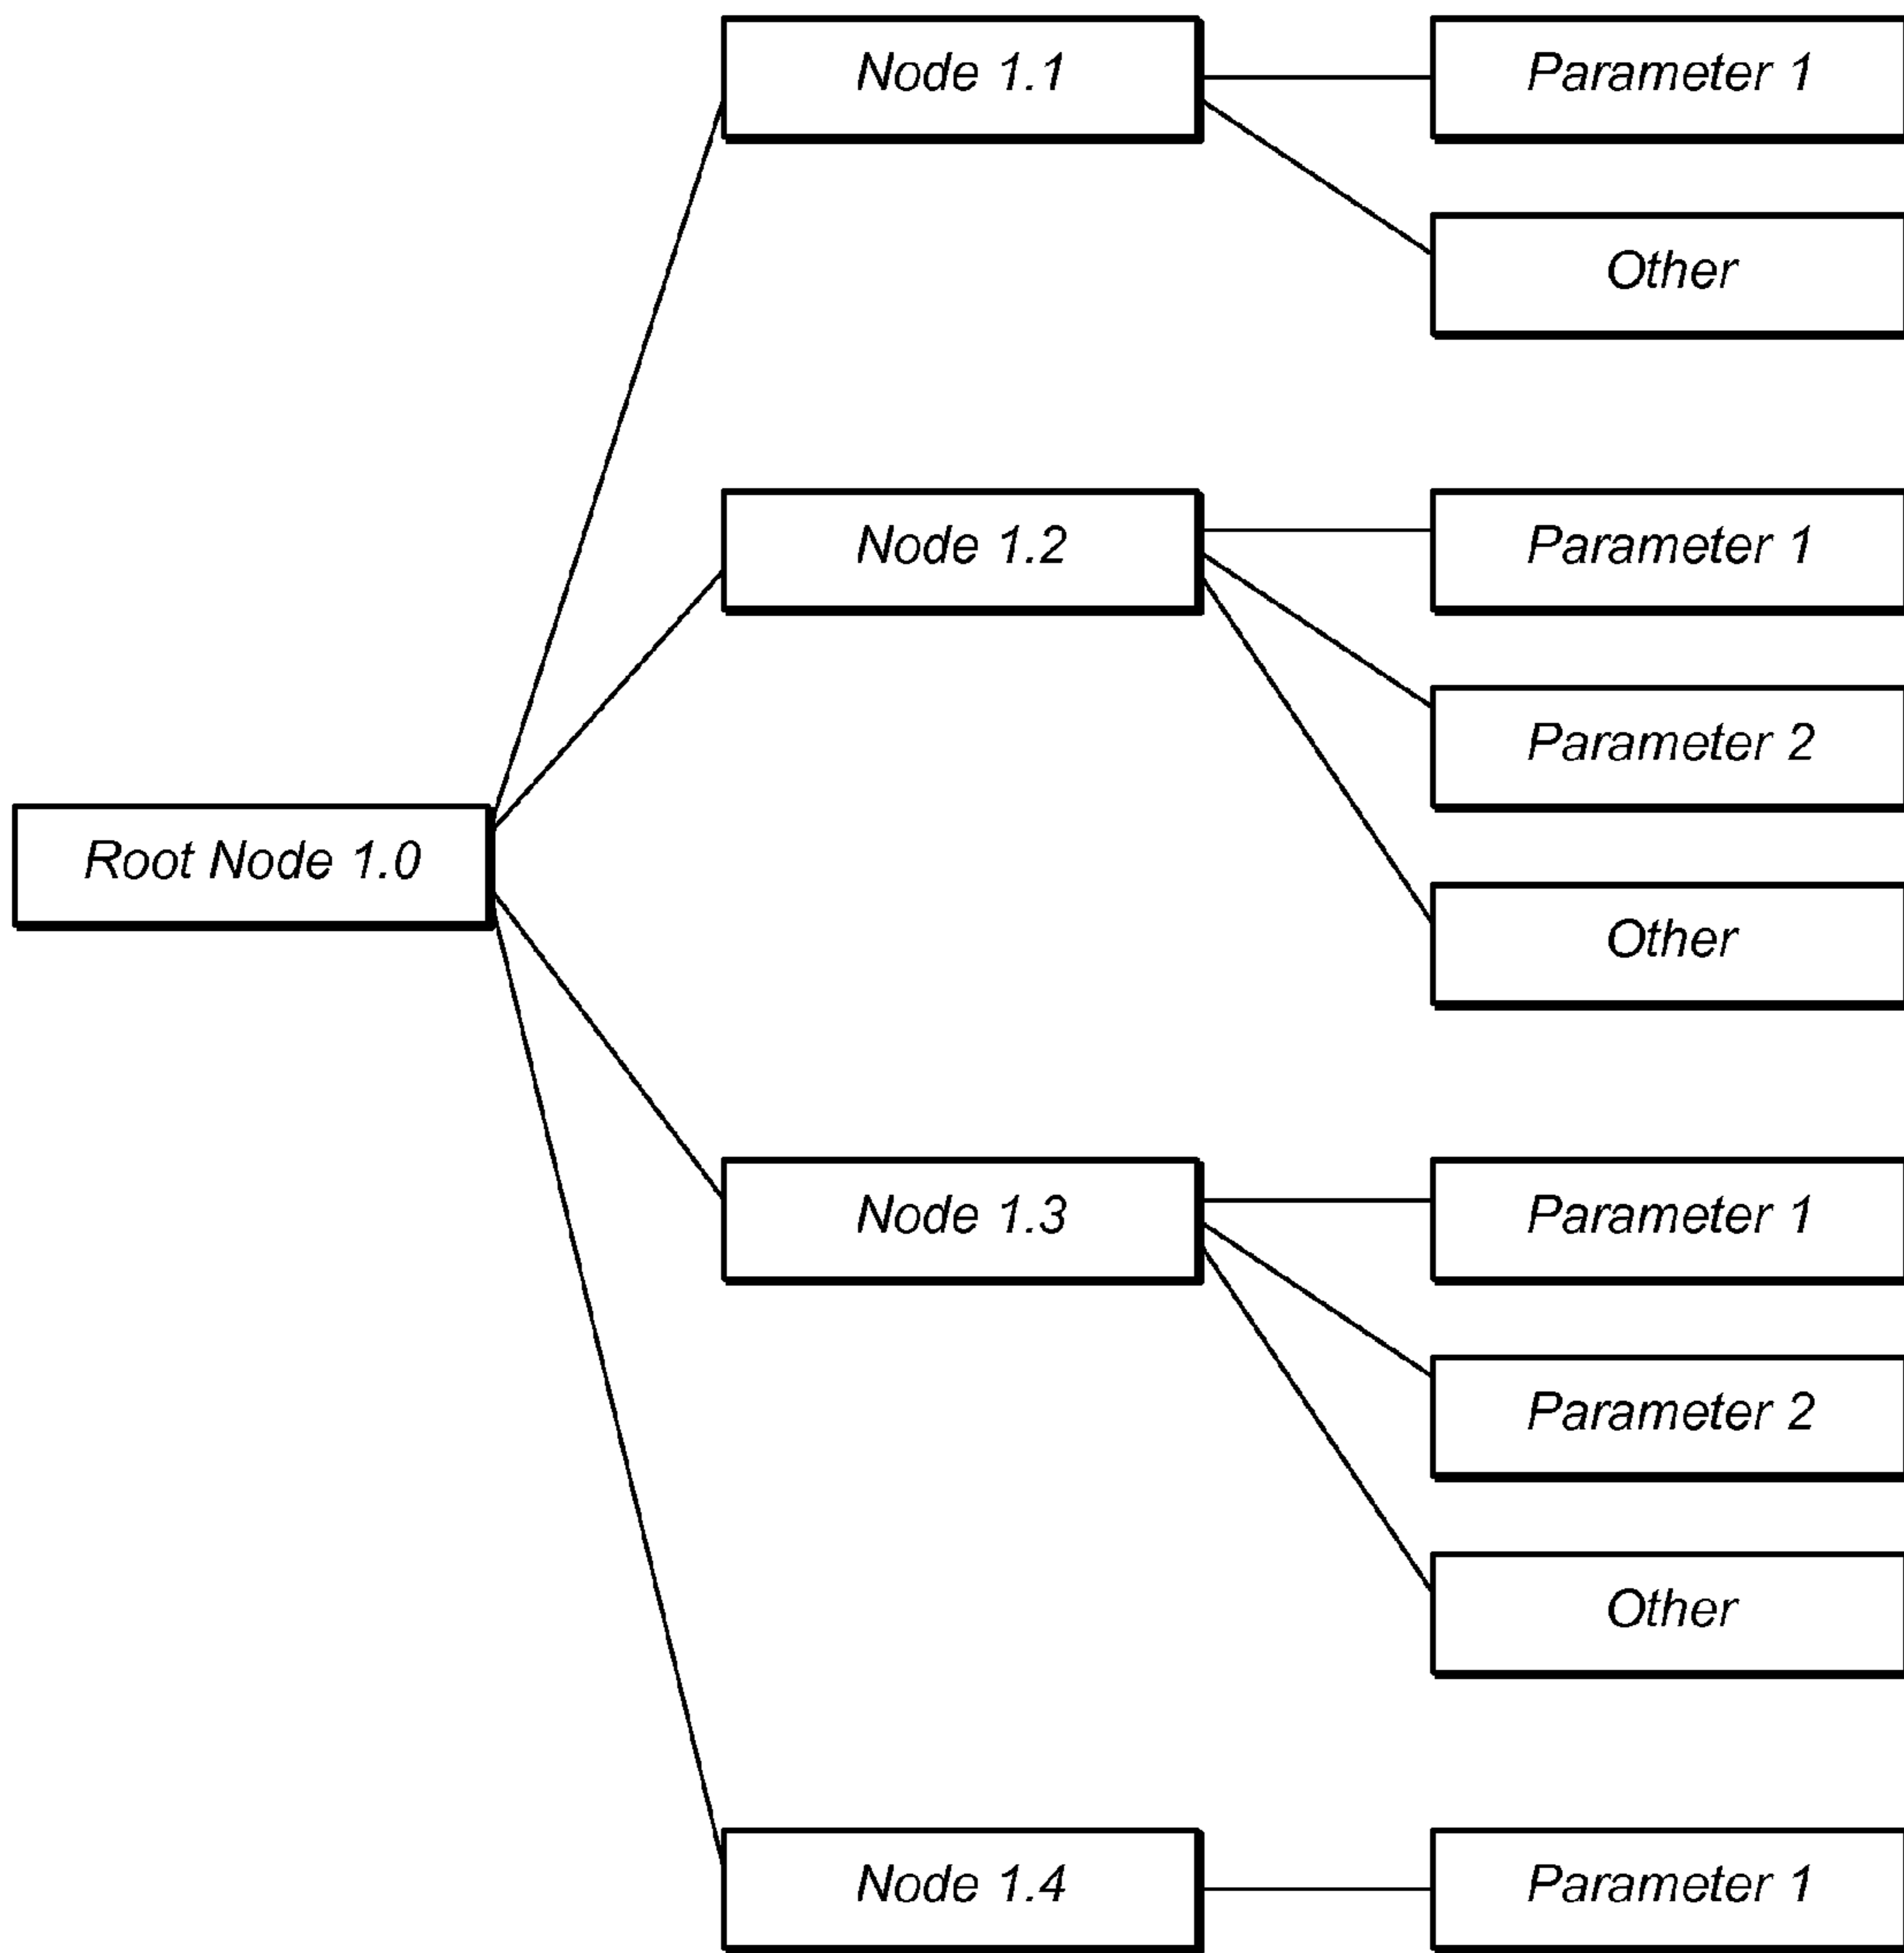 Node 1.1
Parameter 1
Other
Node 1.2
Parameter 1
Parameter 2
Root Node 1.0
Other
Node 1.3
Parameter 1
Parameter 2
Other
Node 1.4
Parameter 1